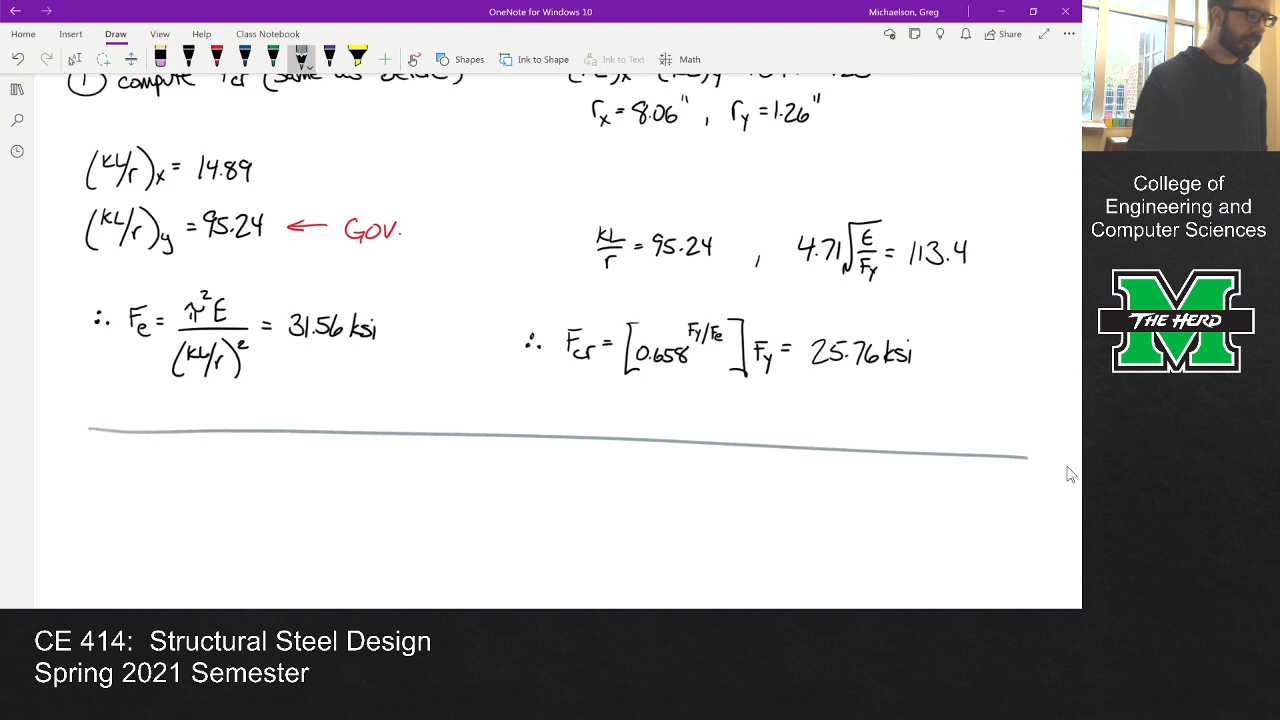 OneNote for Windows 10
Michaelson, Greg
Home Insert Draw View Help Class Notebook
Share
Shapes Ink to Shape Ink to Text Math
① compute
rx = 8.06" , ry = 1.26"
(KL/r)x = 14.89
(KL/r)y = 95.24 ← GOV.
KL/r = 95.24 , 4.71√(E/Fy) = 113.4
∴ Fe = π²E/(KL/r)² = 31.56 ksi
∴ Fcr = [0.658^(Fy/Fe)] Fy = 25.76 ksi
College of
Engineering and
Computer Sciences
M
THE HERD
CE 414: Structural Steel Design
Spring 2021 Semester